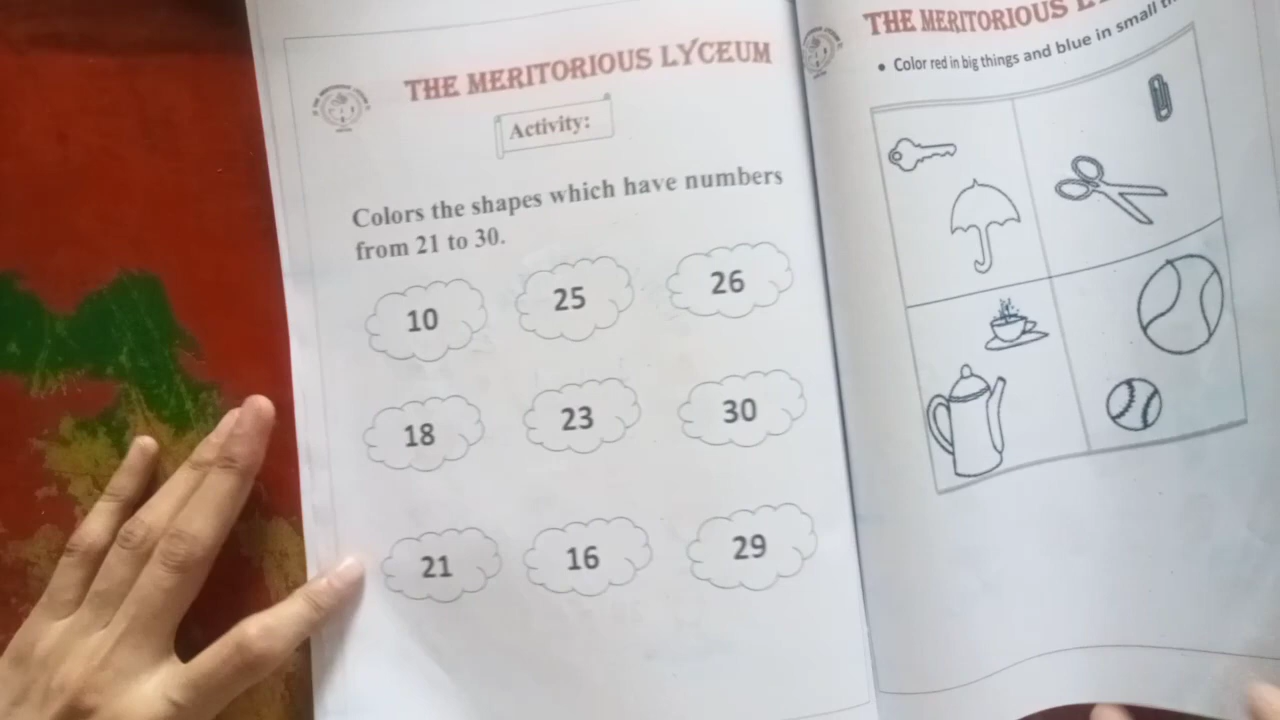 THE MERITORIOUS LYCEUM
Activity:
Colors the shapes which have numbers
from 21 to 30.
10 25 26
18 23 30
21 16 29
THE MERITORIOUS
• Color red in big things and blue in small